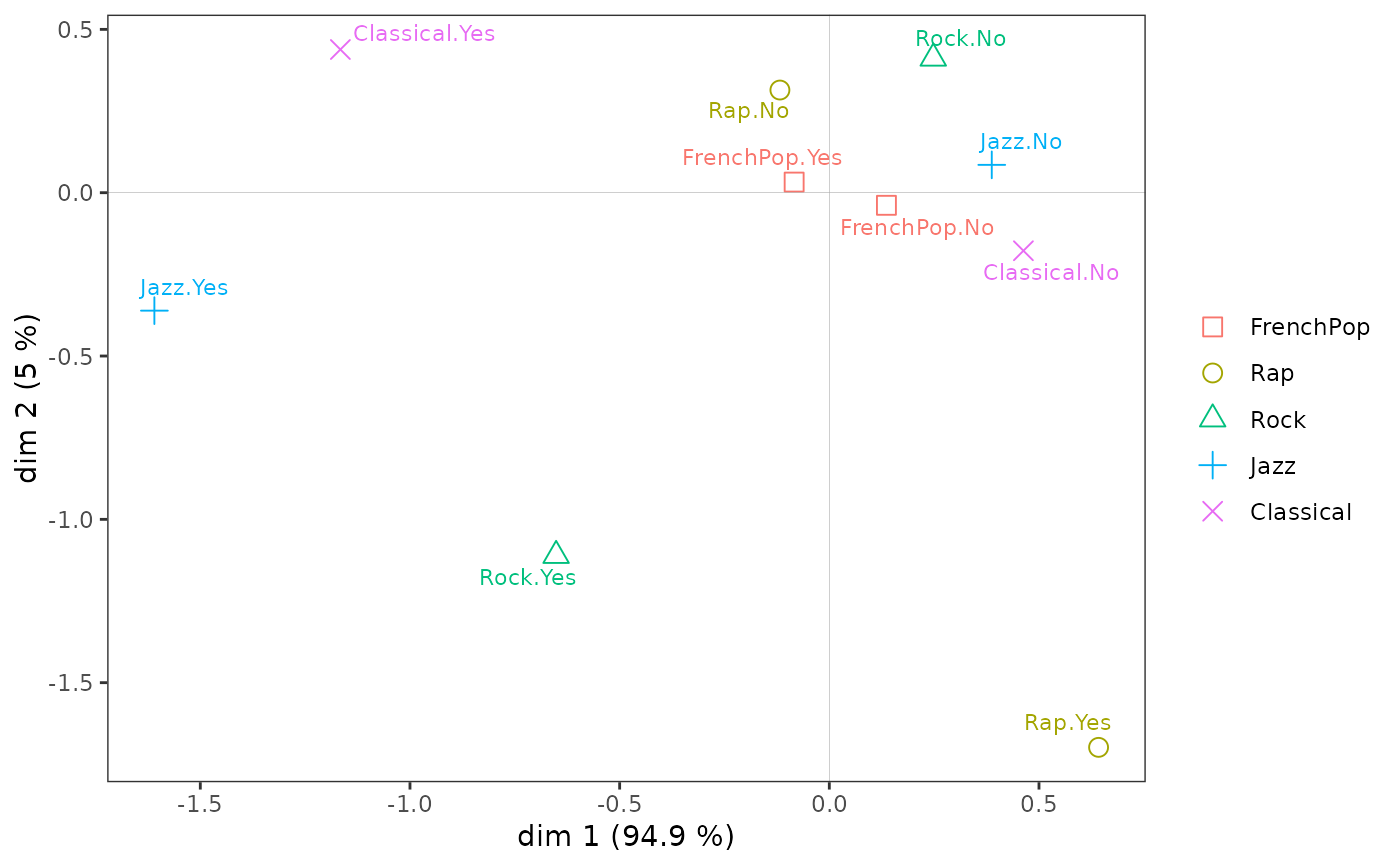 0.5
Classical.Yes
Rock.No
Rap.No
Jazz.No
FrenchPop.Yes
0.0
FrenchPop.No
Classical.No
Jazz.Yes
-0.5
-1.0
Rock.Yes
-1.5
Rap.Yes
-1.5 -1.0 -0.5 0.0 0.5
dim 1 (94.9 %)
dim 2 (5 %)
FrenchPop
Rap
Rock
Jazz
Classical